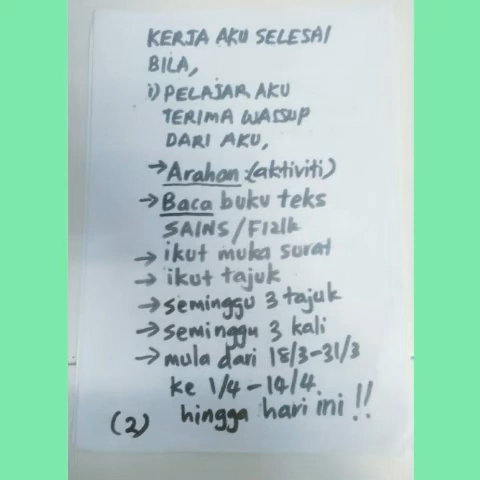 KERJA AKU SELESAI
BILA,
i) PELAJAR AKU
TERIMA WASSUP
DARI AKU,
→ Arahan :(aktiviti)
→ Baca buku teks
SAINS/FIZIK
→ ikut muka surat
→ ikut tajuk
→ seminggu 3 tajuk
→ seminggu 3 kali
→ mula dari 18/3-31/3
ke 1/4-14/4
hingga hari ini !!
(2)